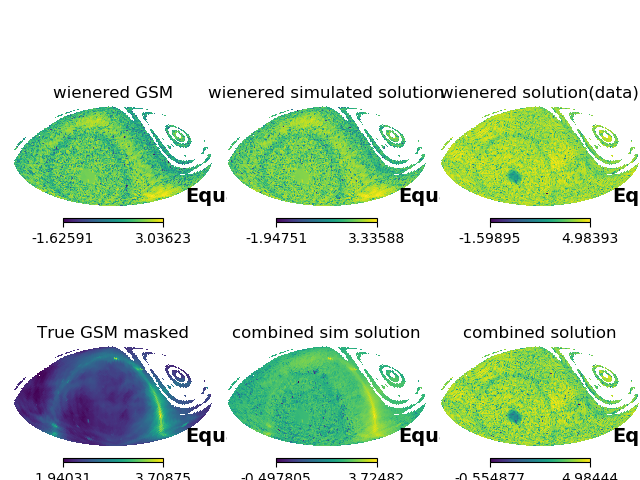 wienered GSM
wienered simulated solution
wienered solution(data)
Equ
Equ
Eq
-1.62591 3.03623
-1.94751 3.33588
-1.59895 4.98393
True GSM masked
combined sim solution
combined solution
Equ
Equ
Eq
1.94031 3.70875
-0.497805 3.72482
-0.554877 4.98444